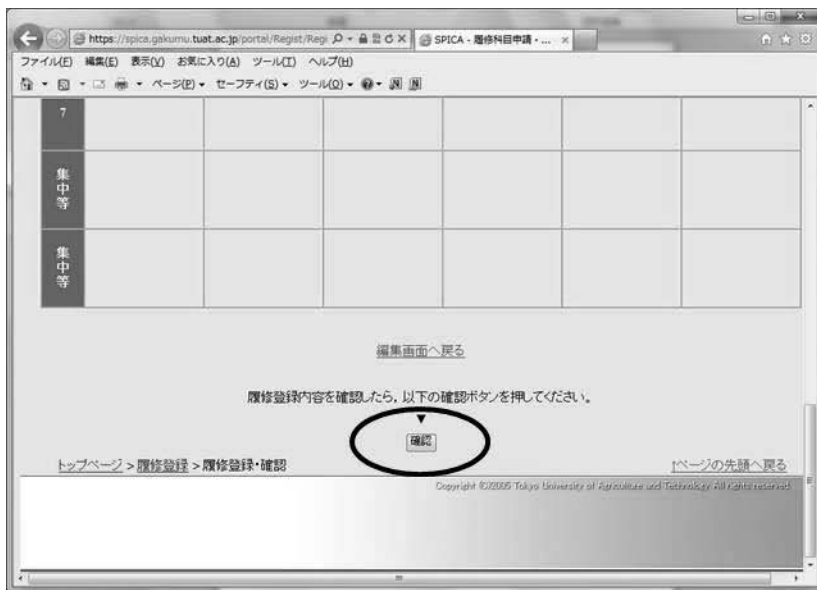 https://spica.gakumu.tuat.ac.jp/portal/Regist/Regi
SPICA - 履修科目申請・...
ファイル(F) 編集(E) 表示(V) お気に入り(A) ツール(T) ヘルプ(H)
ページ(P) セーフティ(S) ツール(O)
7
集中等
集中等
編集画面へ戻る
履修登録内容を確認したら、以下の確認ボタンを押してください。
▼
確認
トップページ > 履修登録 > 履修登録・確認
↑ページの先頭へ戻る
Copyright (C)2005 Tokyo University of Agriculture and Technology. All rights reserved.